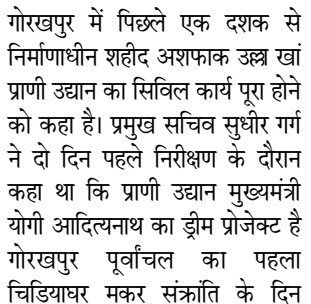 गोरखपुर में पिछले एक दशक से
निर्माणाधीन शहीद अशफाक उल्ला खां
प्राणी उद्यान का सिविल कार्य पूरा होने
को कहा है। प्रमुख सचिव सुधीर गर्ग
ने दो दिन पहले निरीक्षण के दौरान
कहा था कि प्राणी उद्यान मुख्यमंत्री
योगी आदित्यनाथ का ड्रीम प्रोजेक्ट है
गोरखपुर पूर्वांचल का पहला
चिडियाघर मकर संक्रांति के दिन